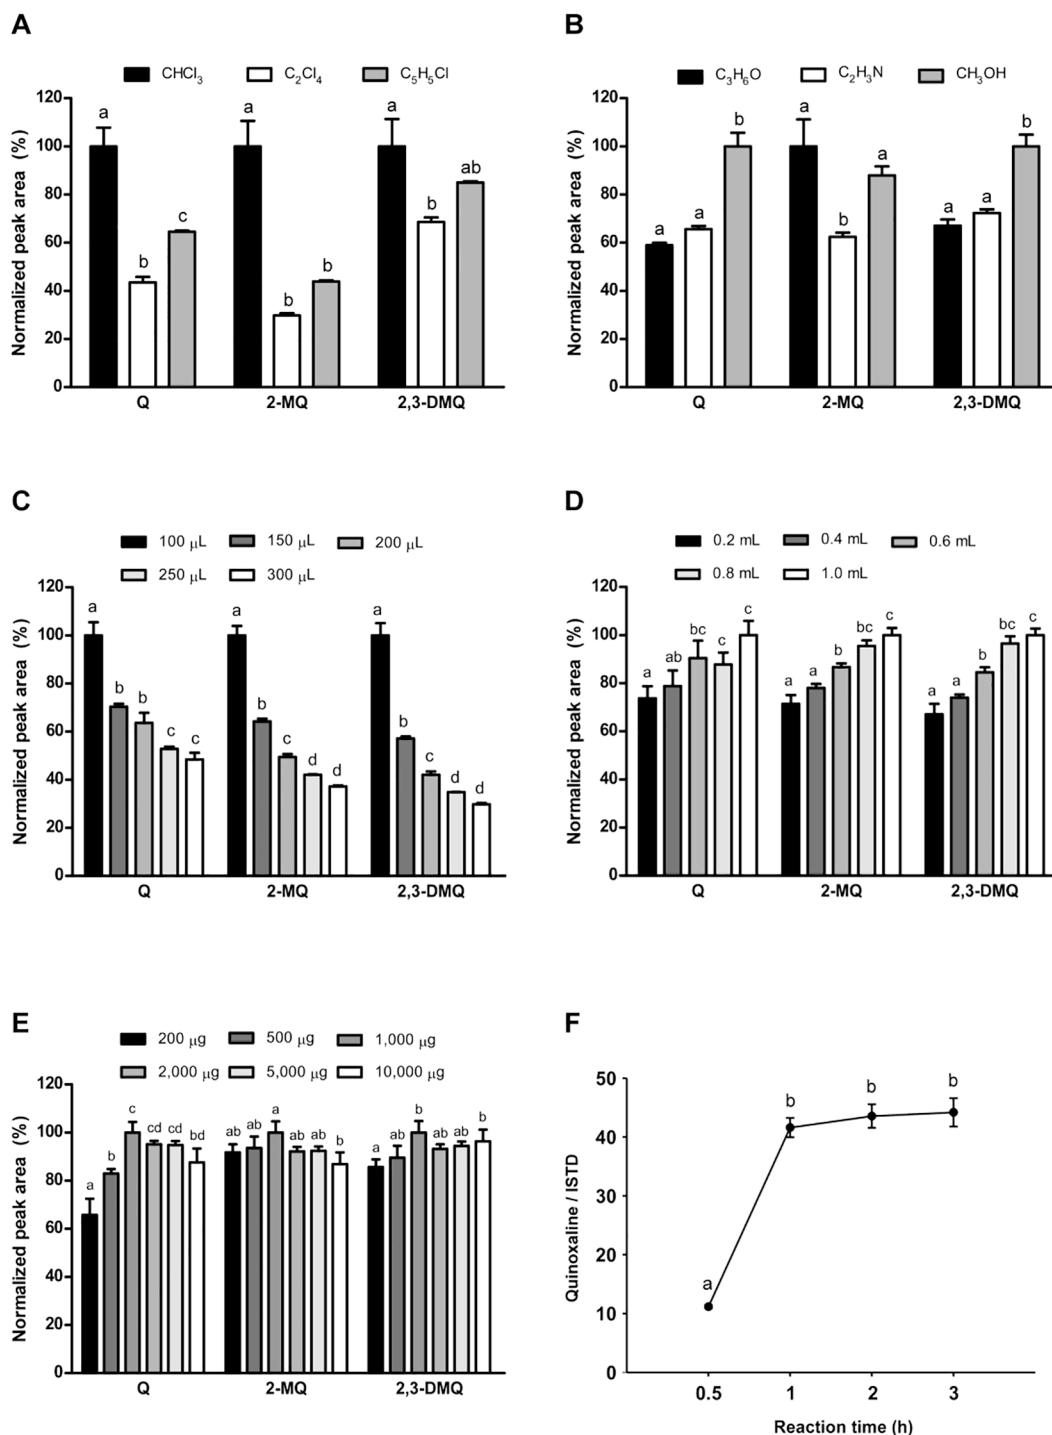 A
CHCl3 C2Cl4 C5H5Cl
Normalized peak area (%)
120
100
80
60
40
20
0
a b c
a b b
a b ab
Q 2-MQ 2,3-DMQ
B
C3H6O C2H3N CH3OH
Normalized peak area (%)
120
100
80
60
40
20
0
a a b
a b a
a a b
Q 2-MQ 2,3-DMQ
C
100 µL 150 µL 200 µL
250 µL 300 µL
Normalized peak area (%)
120
100
80
60
40
20
0
a b b c c
a b c d d
a b c d d
Q 2-MQ 2,3-DMQ
D
0.2 mL 0.4 mL 0.6 mL
0.8 mL 1.0 mL
Normalized peak area (%)
120
100
80
60
40
20
0
a ab bc c c
a a b bc c
a a b bc c
Q 2-MQ 2,3-DMQ
E
200 µg 500 µg 1,000 µg
2,000 µg 5,000 µg 10,000 µg
Normalized peak area (%)
120
100
80
60
40
20
0
a b c cd cd bd
ab ab a ab ab b
a ab b ab ab b
Q 2-MQ 2,3-DMQ
F
Quinoxaline / ISTD
50
40
30
20
10
0
a b b b
0.5 1 2 3
Reaction time (h)